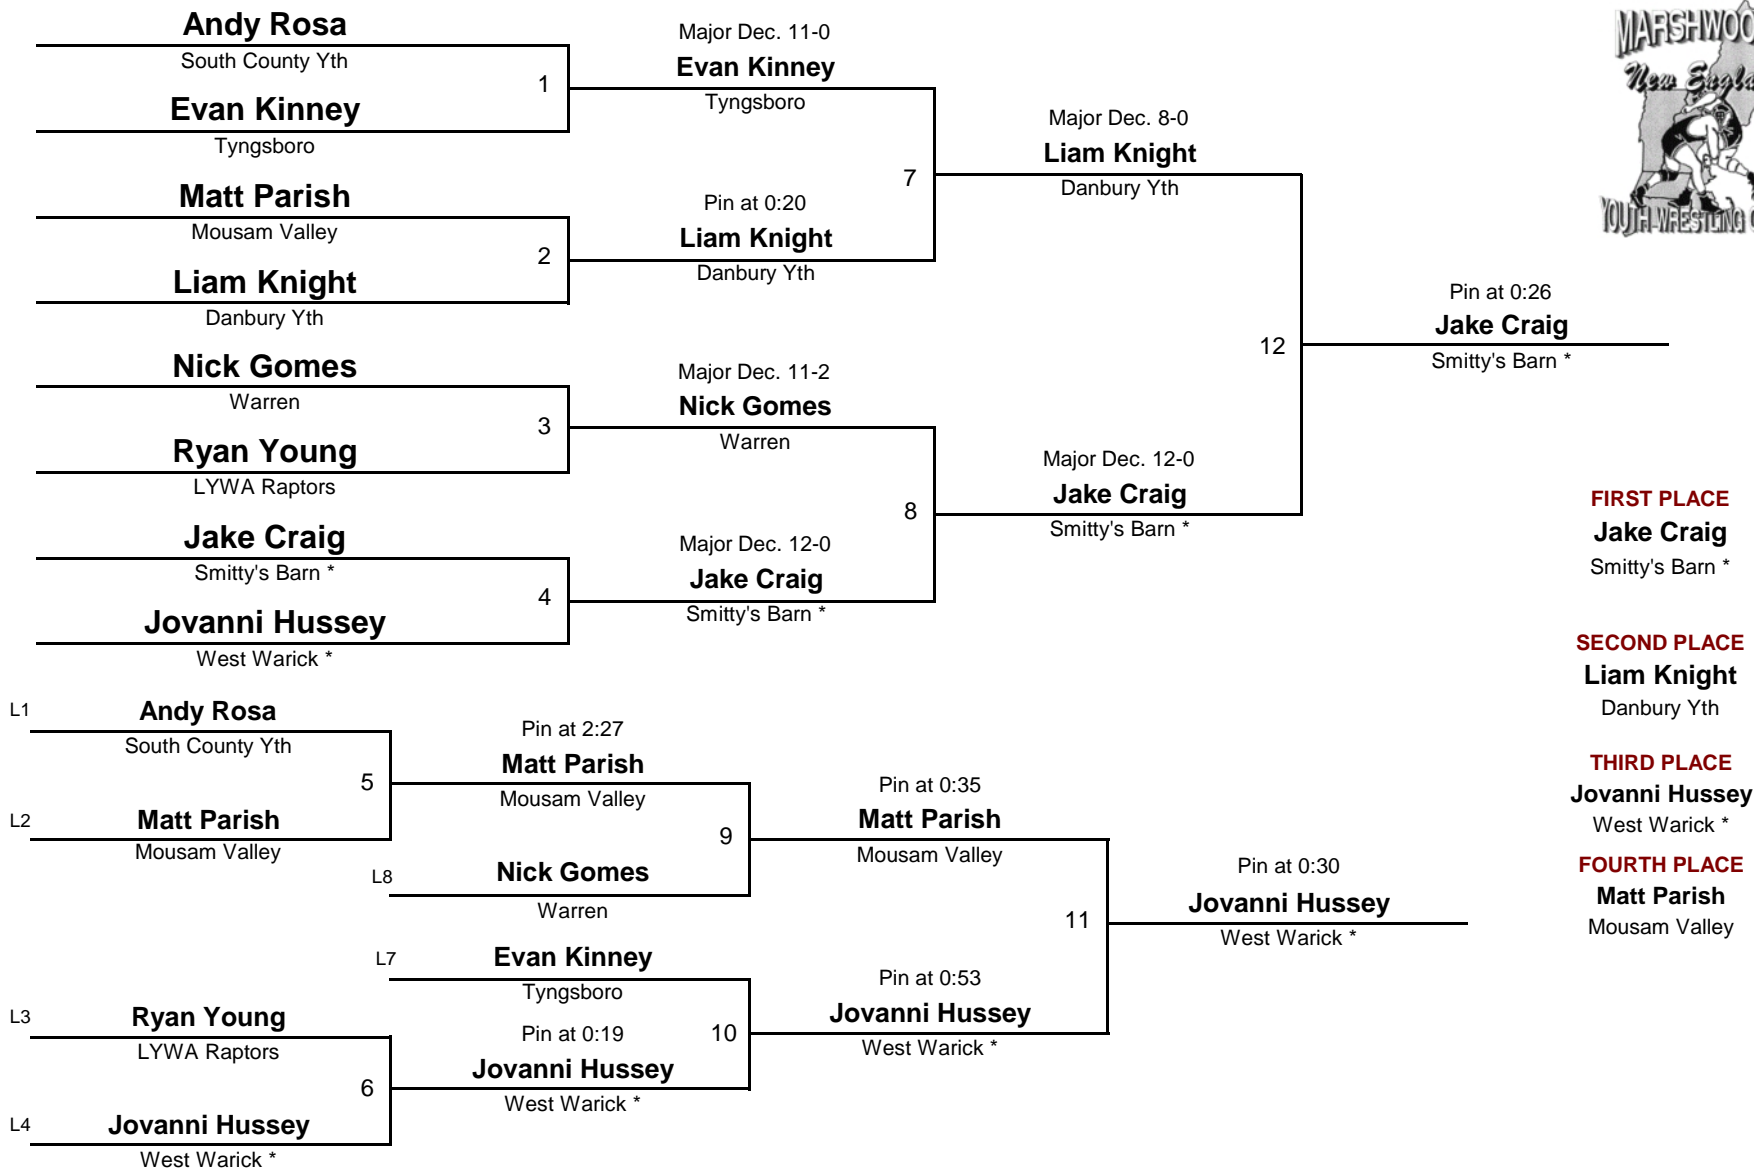 Andy Rosa
South County Yth
1
Evan Kinney
Tyngsboro
Major Dec. 11-0
Evan Kinney
Tyngsboro
Matt Parish
Mousam Valley
2
Liam Knight
Danbury Yth
Pin at 0:20
Liam Knight
Danbury Yth
7
Major Dec. 8-0
Liam Knight
Danbury Yth
Nick Gomes
Warren
3
Ryan Young
LYWA Raptors
Major Dec. 11-2
Nick Gomes
Warren
Jake Craig
Smitty's Barn *
4
Jovanni Hussey
West Warick *
Major Dec. 12-0
Jake Craig
Smitty's Barn *
8
Major Dec. 12-0
Jake Craig
Smitty's Barn *
12
Pin at 0:26
Jake Craig
Smitty's Barn *
L1
Andy Rosa
South County Yth
5
L2
Matt Parish
Mousam Valley
Pin at 2:27
Matt Parish
Mousam Valley
9
L8
Nick Gomes
Warren
Pin at 0:35
Matt Parish
Mousam Valley
L7
Evan Kinney
Tyngsboro
10
L3
Ryan Young
LYWA Raptors
6
L4
Jovanni Hussey
West Warick *
Pin at 0:19
Jovanni Hussey
West Warick *
Pin at 0:53
Jovanni Hussey
West Warick *
11
Pin at 0:30
Jovanni Hussey
West Warick *
New
YOUTH WRESTLING
FIRST PLACE
Jake Craig
Smitty's Barn *
SECOND PLACE
Liam Knight
Danbury Yth
THIRD PLACE
Jovanni Hussey
West Warick *
FOURTH PLACE
Matt Parish
Mousam Valley